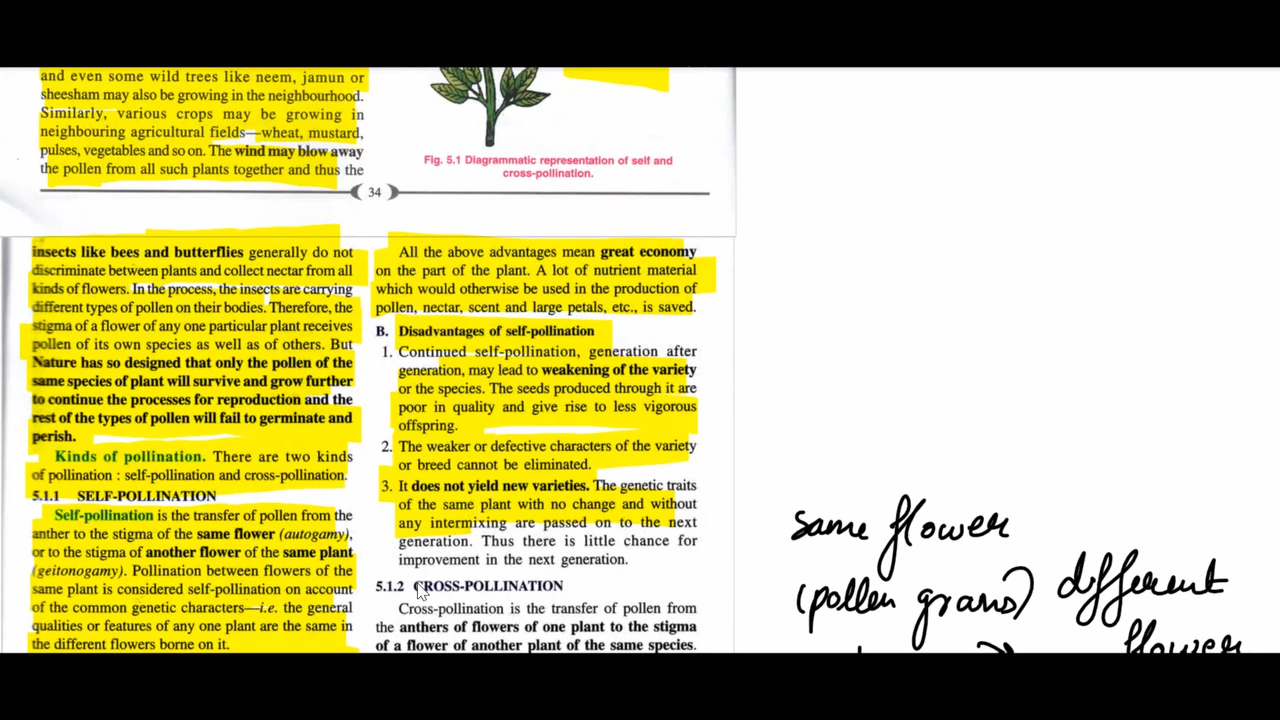 and even some wild trees like neem, jamun or
sheesham may also be growing in the neighbourhood.
Similarly, various crops may be growing in
neighbouring agricultural fields—wheat, mustard,
pulses, vegetables and so on. The wind may blow away
the pollen from all such plants together and thus the
Fig. 5.1 Diagrammatic representation of self and
cross-pollination.
34
insects like bees and butterflies generally do not
discriminate between plants and collect nectar from all
kinds of flowers. In the process, the insects are carrying
different types of pollen on their bodies. Therefore, the
stigma of a flower of any one particular plant receives
pollen of its own species as well as of others. But
Nature has so designed that only the pollen of the
same species of plant will survive and grow further
to continue the processes for reproduction and the
rest of the types of pollen will fail to germinate and
perish.
Kinds of pollination. There are two kinds
of pollination : self-pollination and cross-pollination.
5.1.1 SELF-POLLINATION
Self-pollination is the transfer of pollen from the
anther to the stigma of the same flower (autogamy),
or to the stigma of another flower of the same plant
(geitonogamy). Pollination between flowers of the
same plant is considered self-pollination on account
of the common genetic characters—i.e. the general
qualities or features of any one plant are the same in
the different flowers borne on it.
All the above advantages mean great economy
on the part of the plant. A lot of nutrient material
which would otherwise be used in the production of
pollen, nectar, scent and large petals, etc., is saved.
B. Disadvantages of self-pollination
1. Continued self-pollination, generation after
generation, may lead to weakening of the variety
or the species. The seeds produced through it are
poor in quality and give rise to less vigorous
offspring.
2. The weaker or defective characters of the variety
or breed cannot be eliminated.
3. It does not yield new varieties. The genetic traits
of the same plant with no change and without
any intermixing are passed on to the next
generation. Thus there is little chance for
improvement in the next generation.
5.1.2 CROSS-POLLINATION
Cross-pollination is the transfer of pollen from
the anthers of flowers of one plant to the stigma
of a flower of another plant of the same species.
same flower
(pollen grans) different
flower